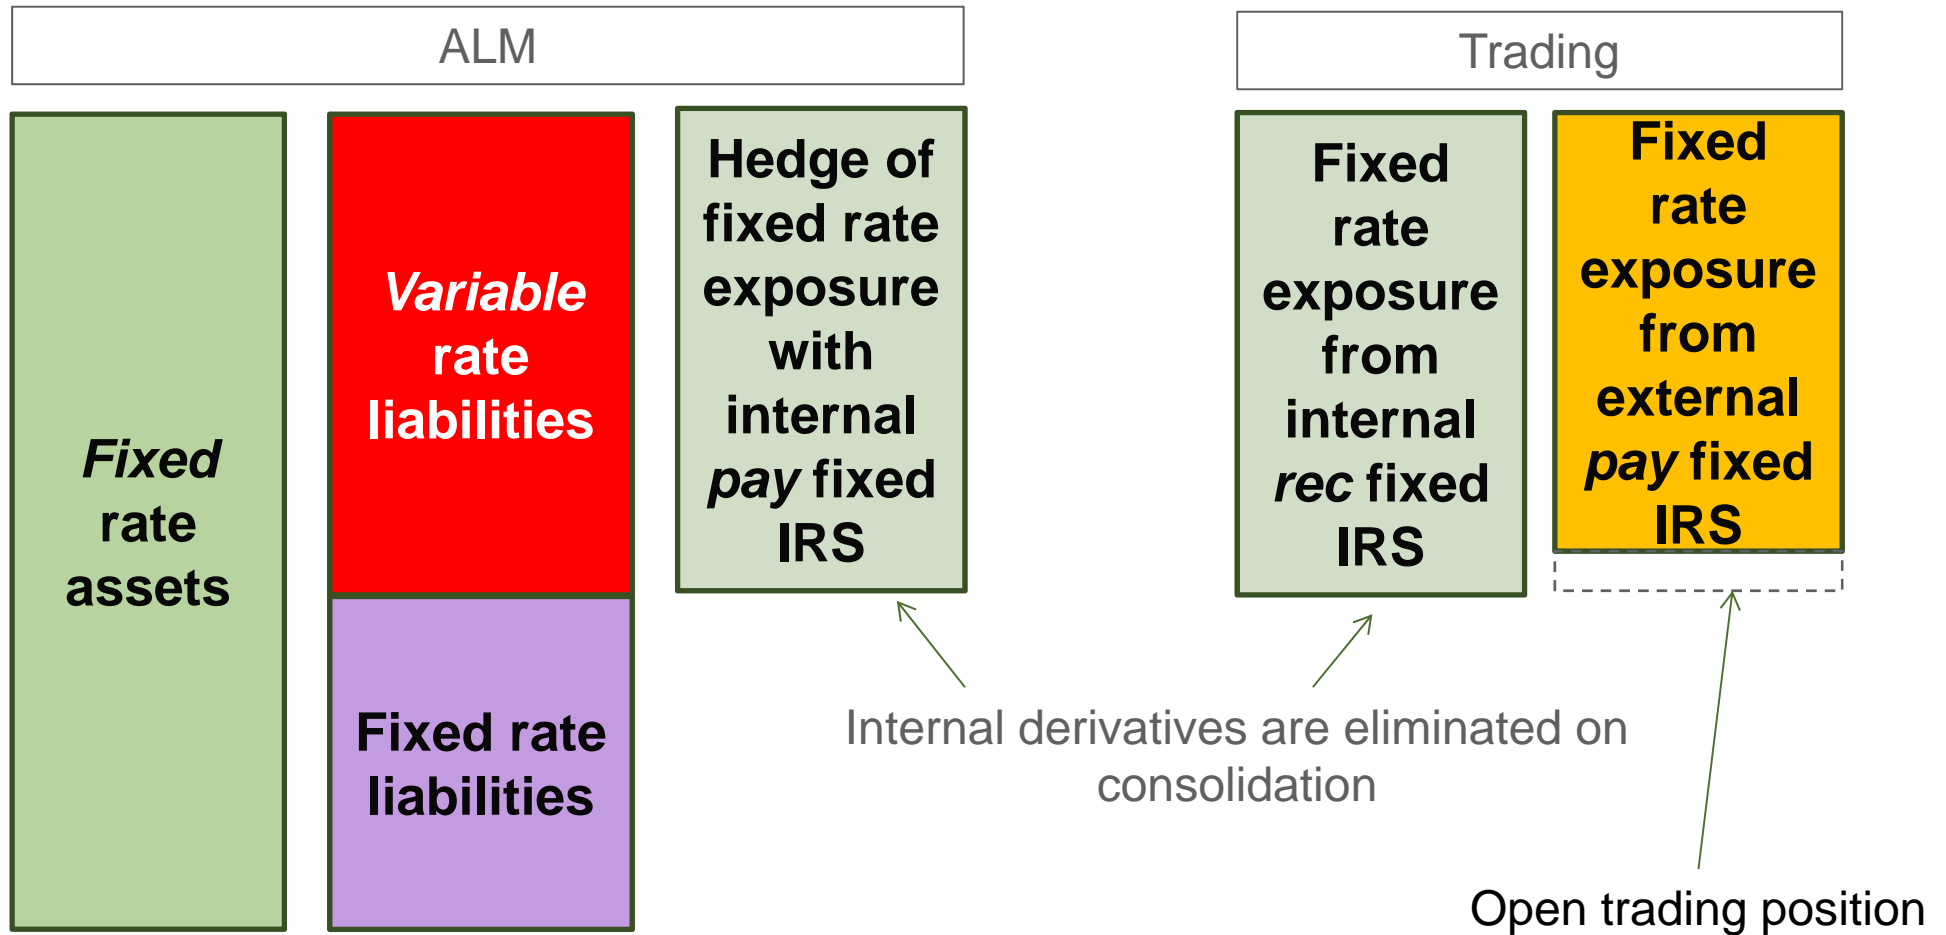 ALM
Trading
Fixed
rate
assets
Variable
rate
liabilities
Fixed rate
liabilities
Hedge of
fixed rate
exposure
with
internal
pay fixed
IRS
Fixed
rate
exposure
from
internal
rec fixed
IRS
Fixed
rate
exposure
from
external
pay fixed
IRS
Internal derivatives are eliminated on
consolidation
Open trading position